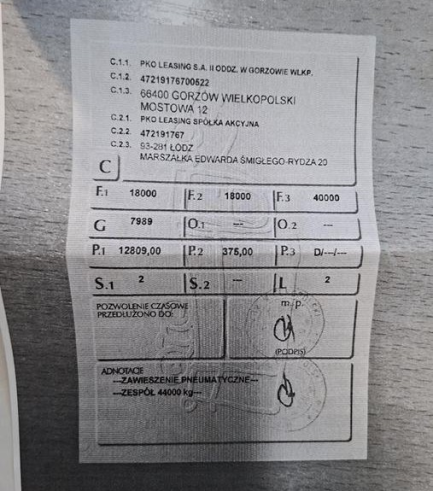 C.1.1. PKO LEASING S.A. II ODDZ. W GORZOWIE WLKP.
C.1.2. 47219176700522
C.1.3. 66400 GORZÓW WIELKOPOLSKI
MOSTOWA 12
C.2.1. PKO LEASING SPÓŁKA AKCYJNA
C.2.2. 472191767
C.2.3. 93-281 ŁÓDŹ
MARSZAŁKA EDWARDA ŚMIGŁEGO-RYDZA 20
C
F.1 18000 F.2 18000 F.3 40000
G 7989 O.1 --- O.2 ---
P.1 12809,00 P.2 375,00 P.3 D/---/---
S.1 2 S.2 --- L 2
POZWOLENIE CZASOWE
PRZEDŁUŻONO DO:
m. p.
(PODPIS)
ADNOTACJE
---ZAWIESZENIE PNEUMATYCZNE---
---ZESPÓŁ 44000 kg---